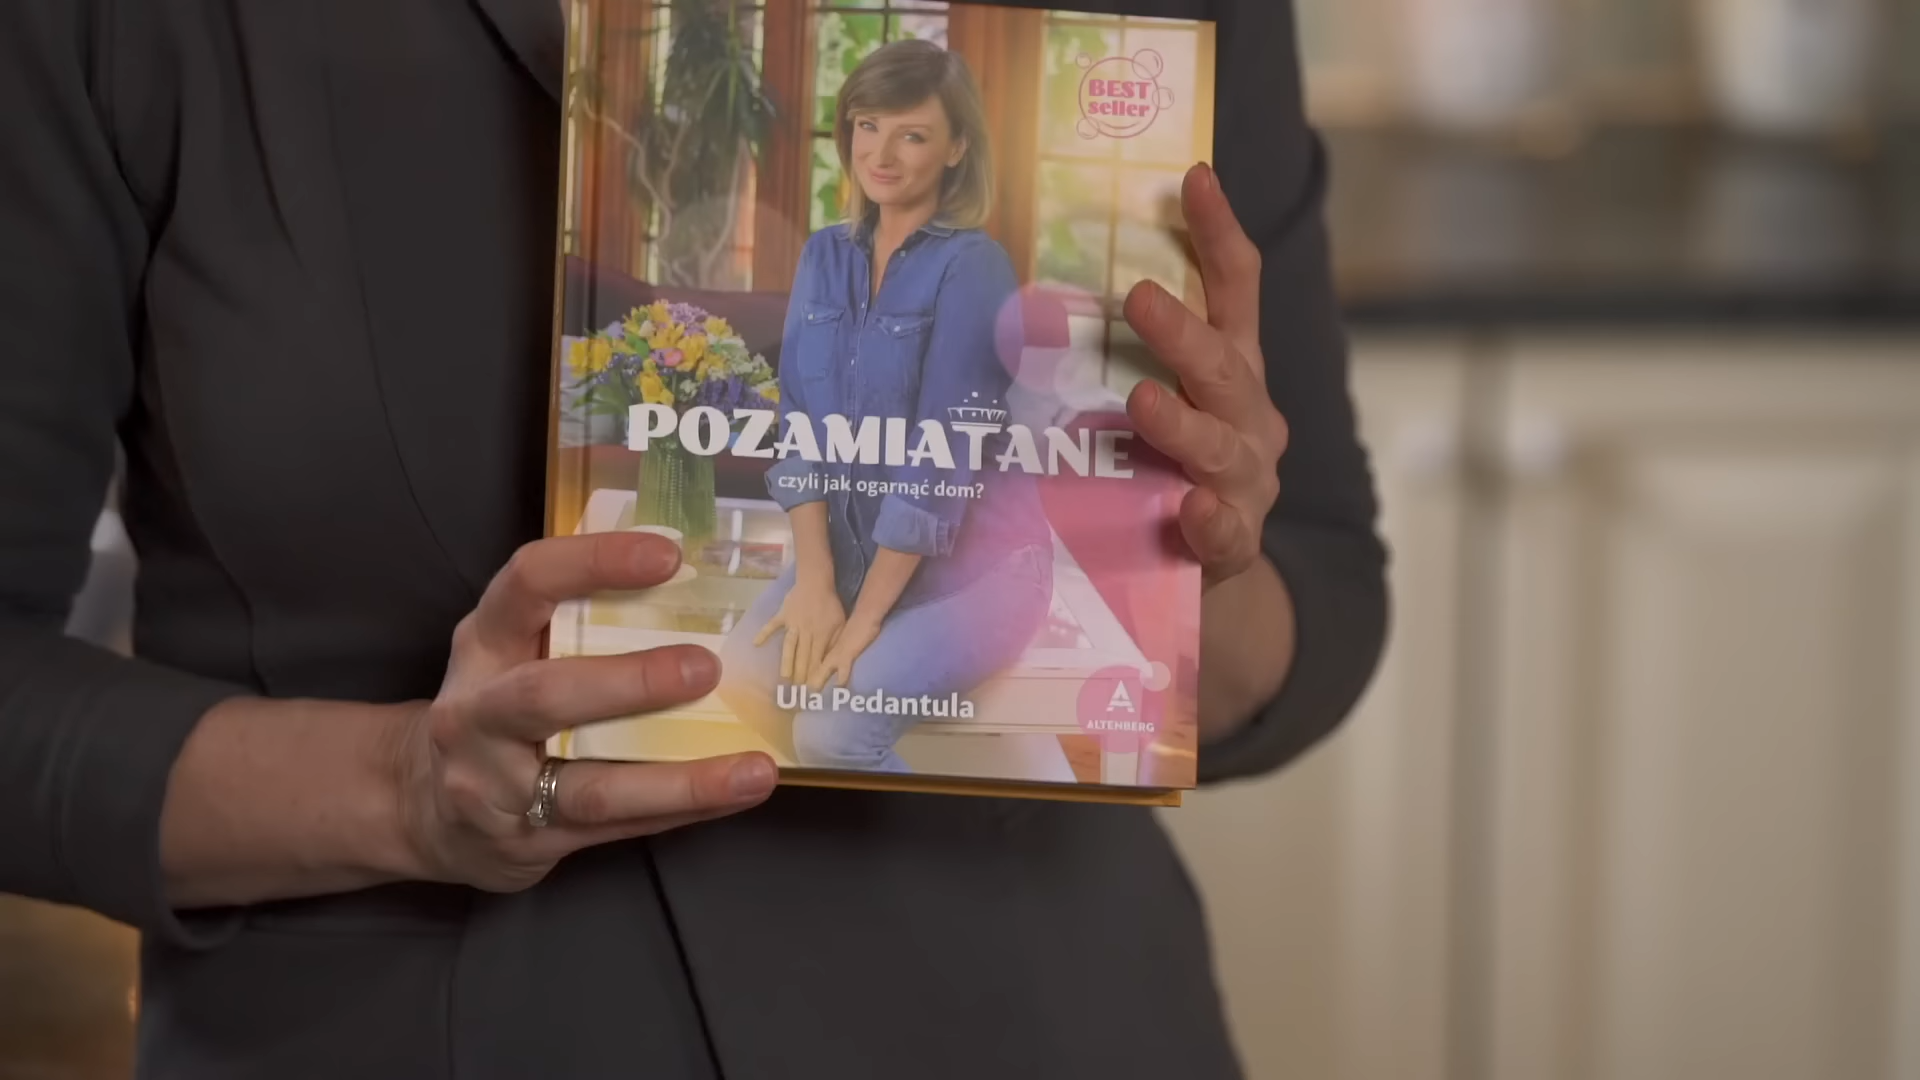 BEST
seller
POZAMIATANE
czyli jak ogarnąć dom?
Ula Pedantula
A
ALTENBERG